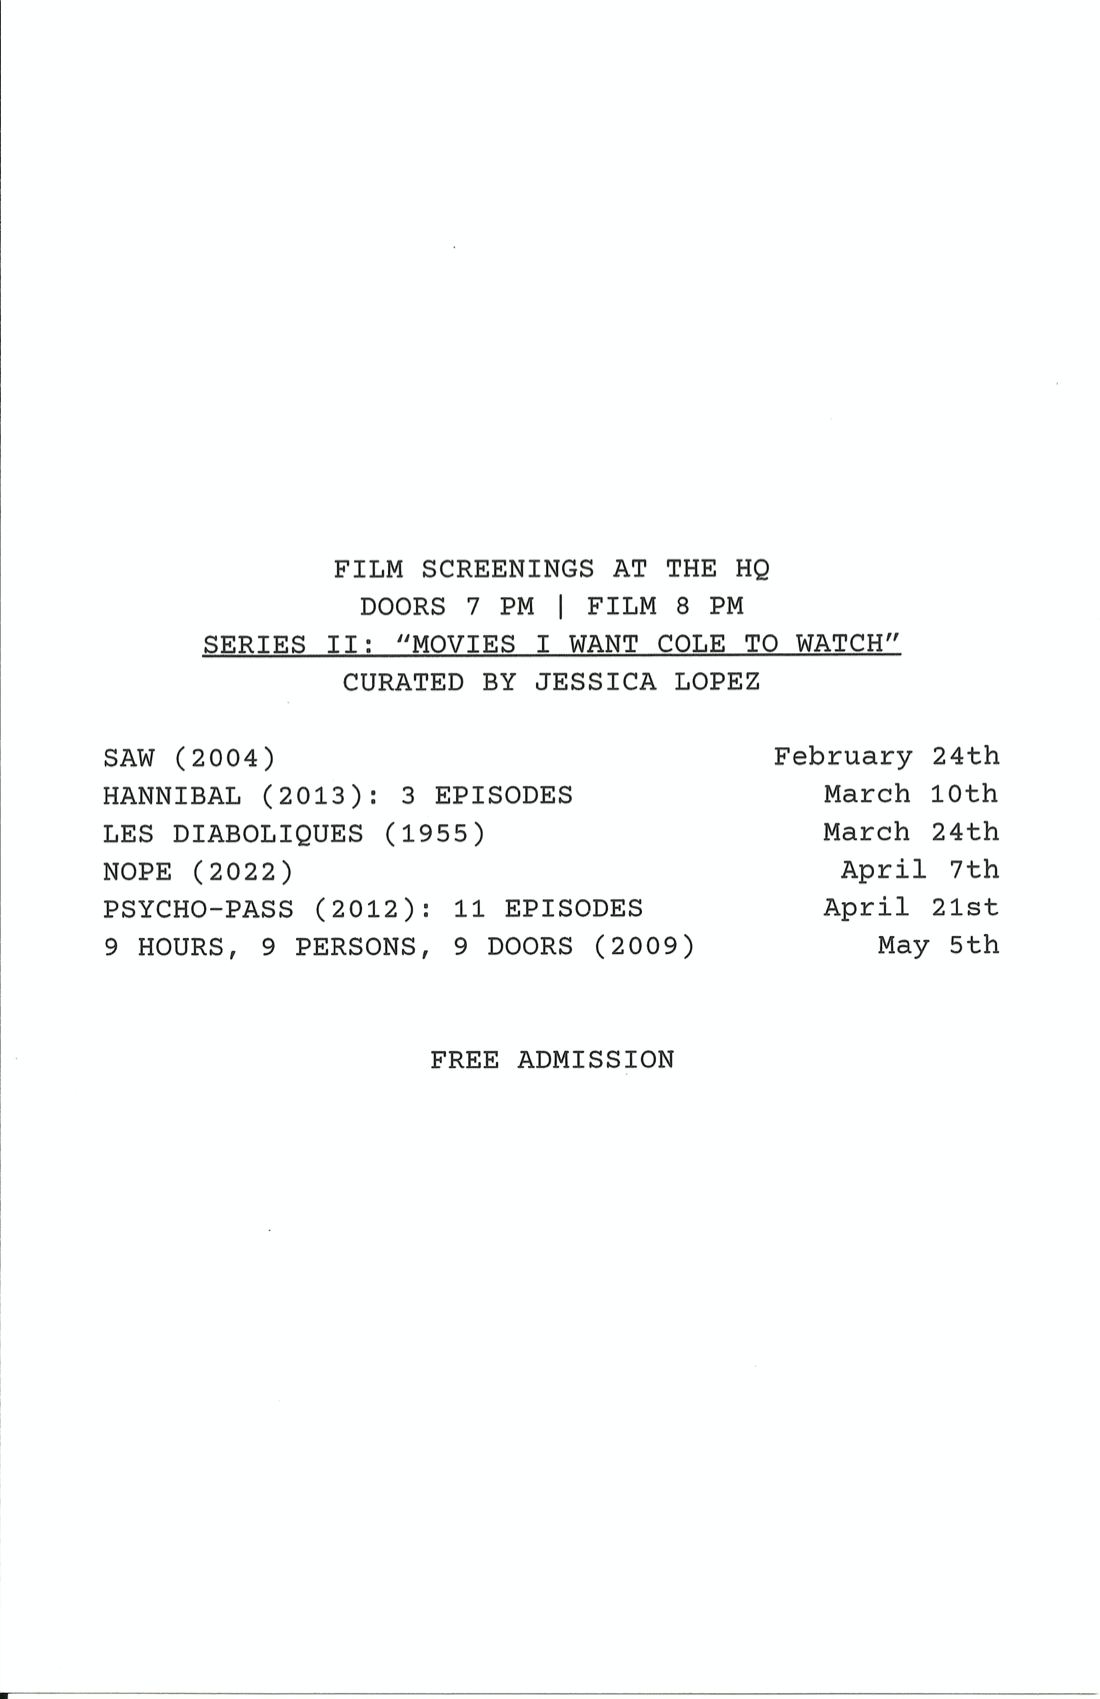 FILM SCREENINGS AT THE HQ
DOORS 7 PM | FILM 8 PM
SERIES II: “MOVIES I WANT COLE TO WATCH”
CURATED BY JESSICA LOPEZ
SAW (2004) February 24th
HANNIBAL (2013): 3 EPISODES March 10th
LES DIABOLIQUES (1955) March 24th
NOPE (2022) April 7th
PSYCHO-PASS (2012): 11 EPISODES April 21st
9 HOURS, 9 PERSONS, 9 DOORS (2009) May 5th
FREE ADMISSION